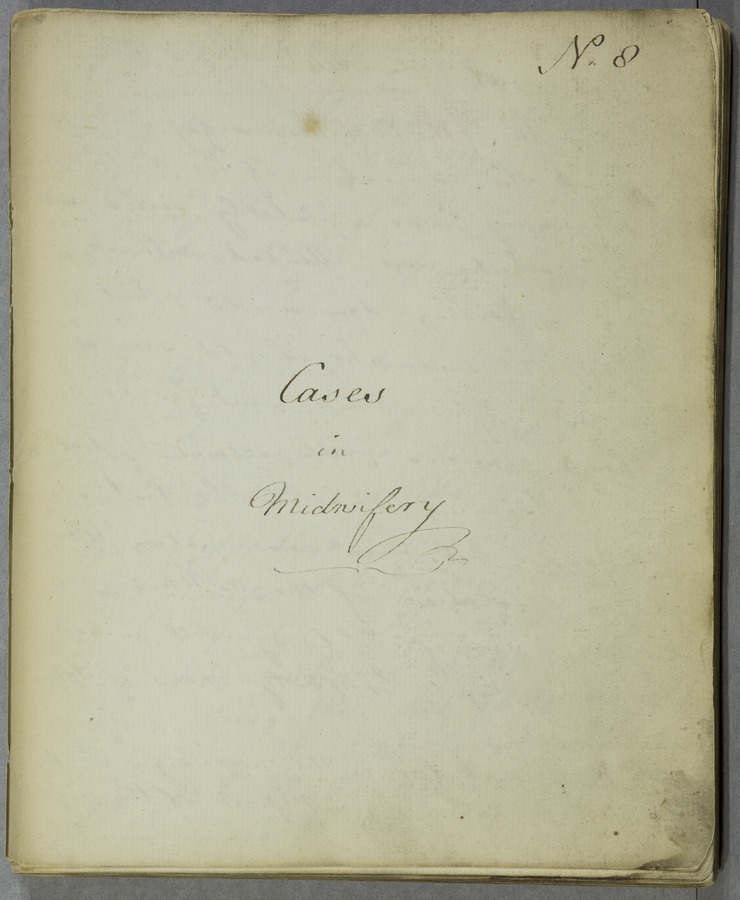 No. 8
Cases
in
Midwifery